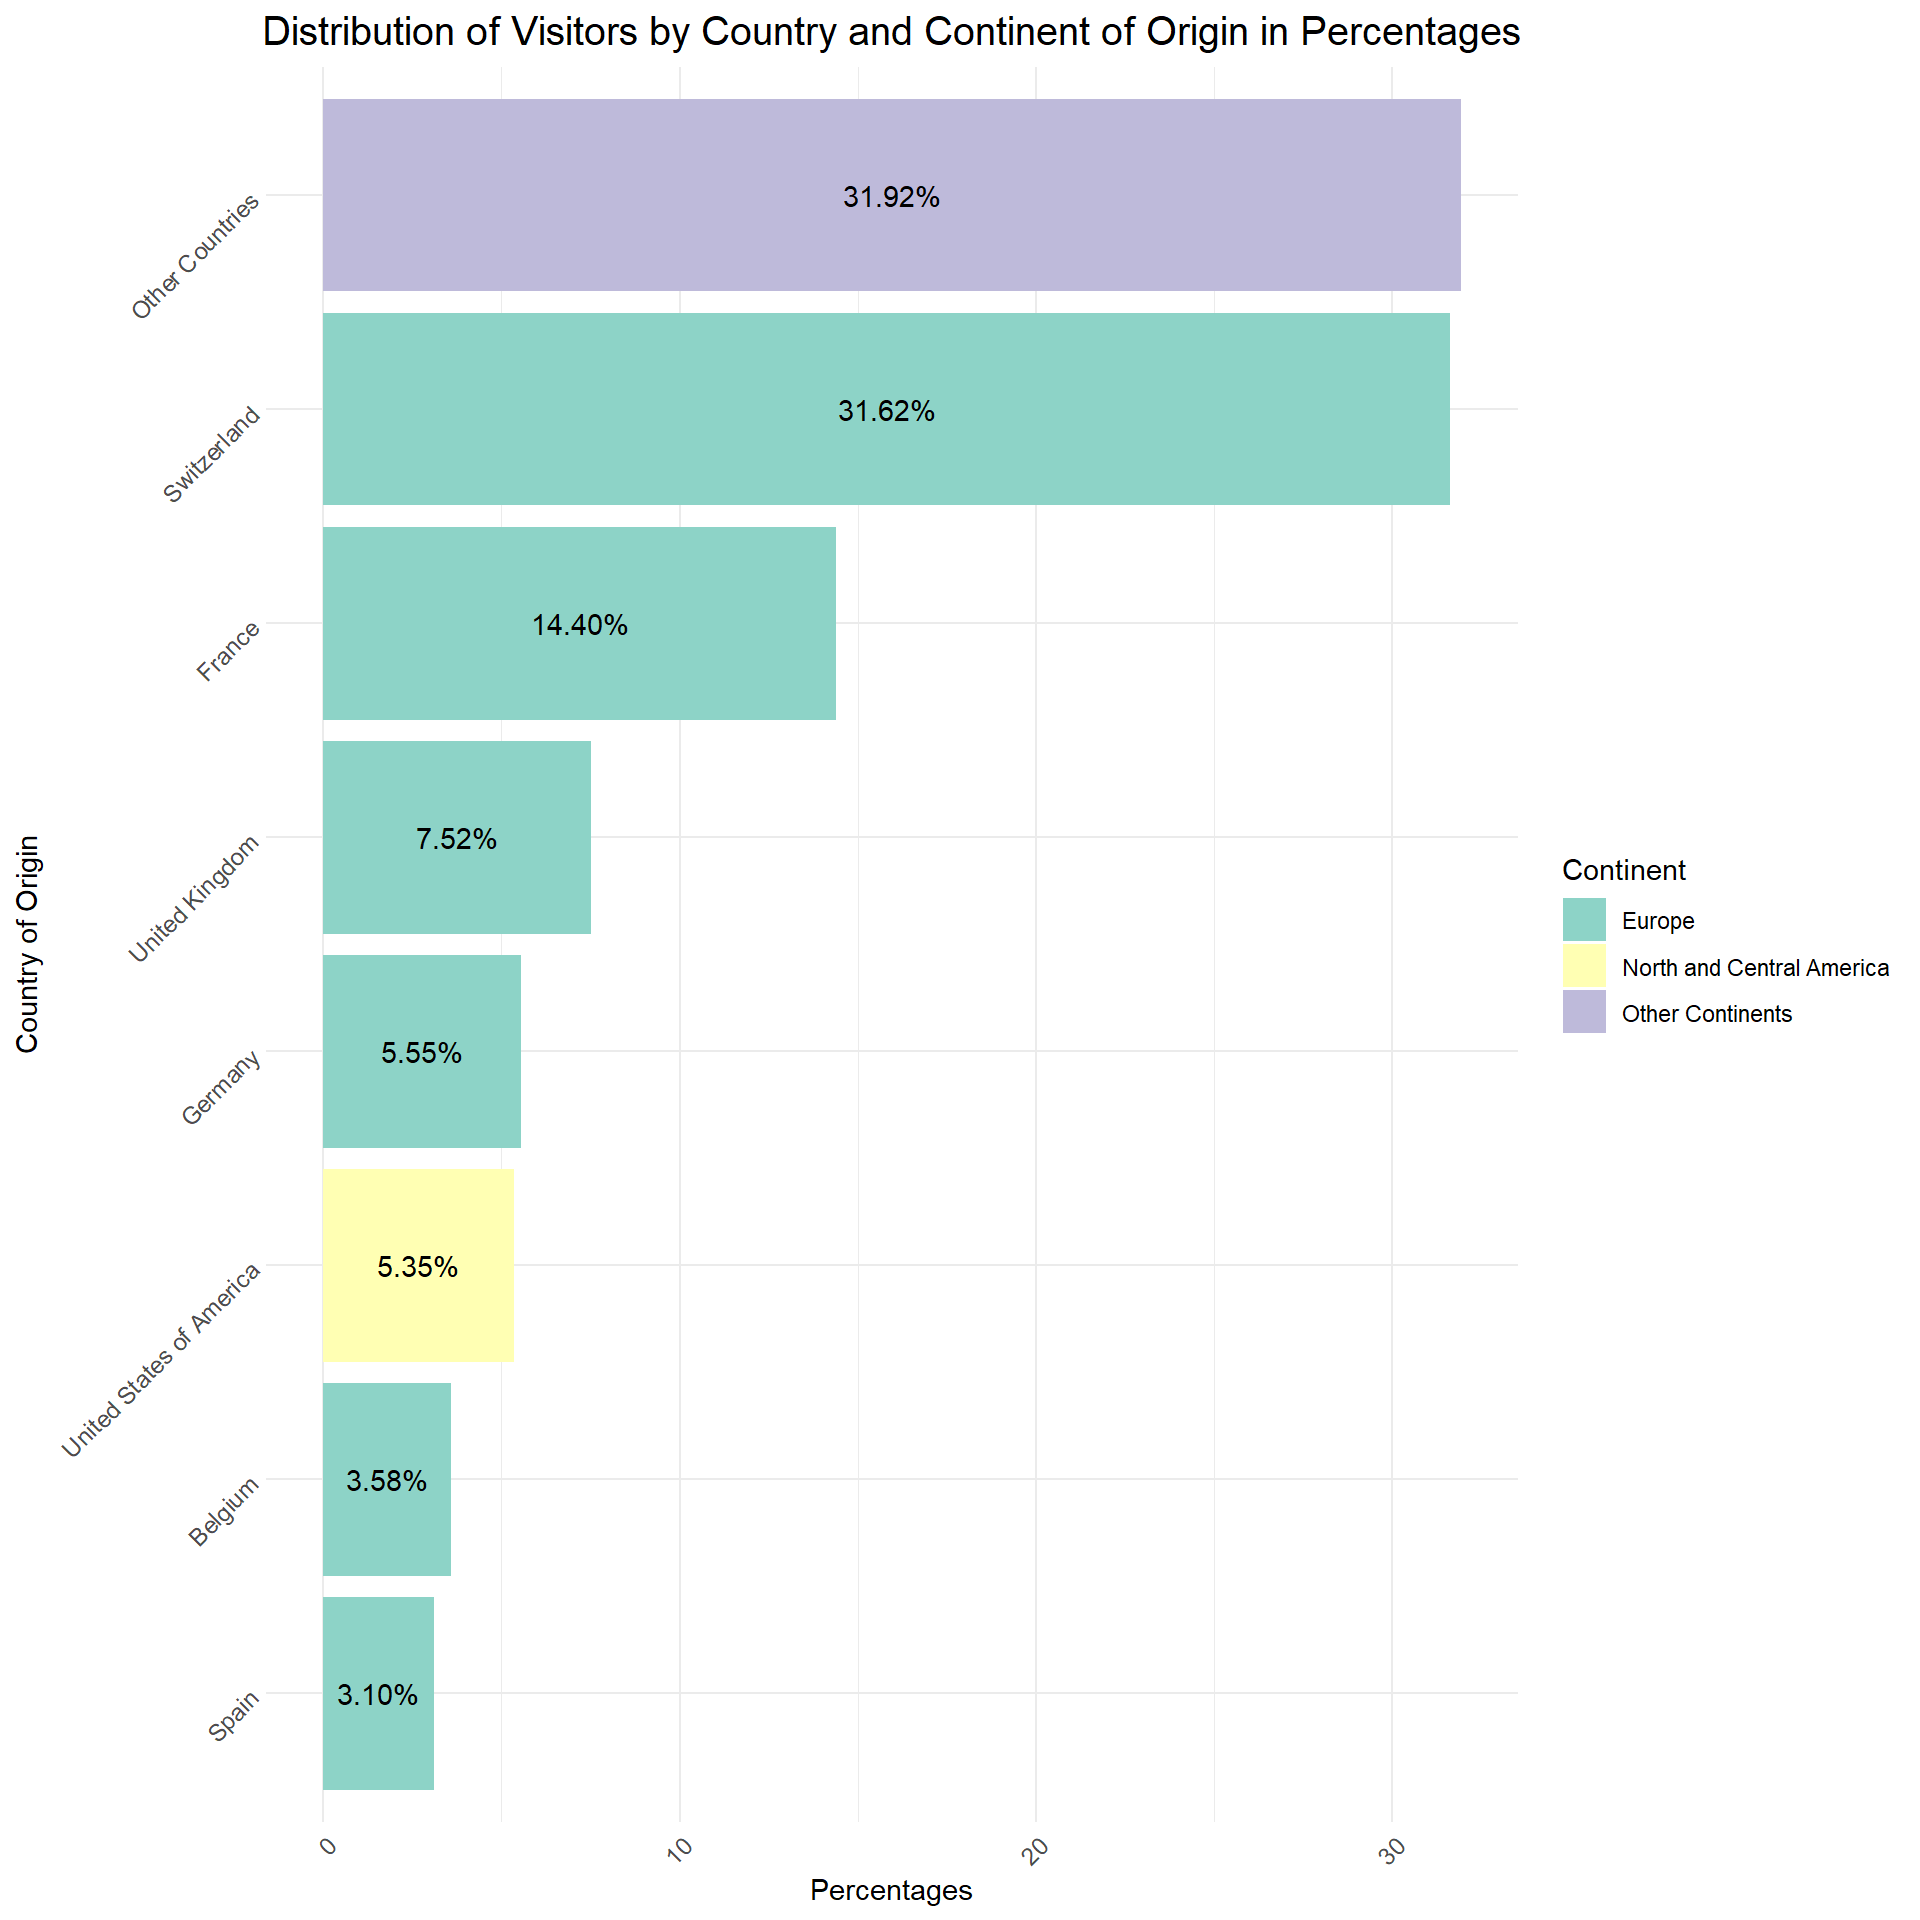 Distribution of Visitors by Country and Continent of Origin in Percentages
Country of Origin
Other Countries
31.92%
Switzerland
31.62%
France
14.40%
United Kingdom
7.52%
Germany
5.55%
United States of America
5.35%
Belgium
3.58%
Spain
3.10%
0
10
20
30
Percentages
Continent
Europe
North and Central America
Other Continents